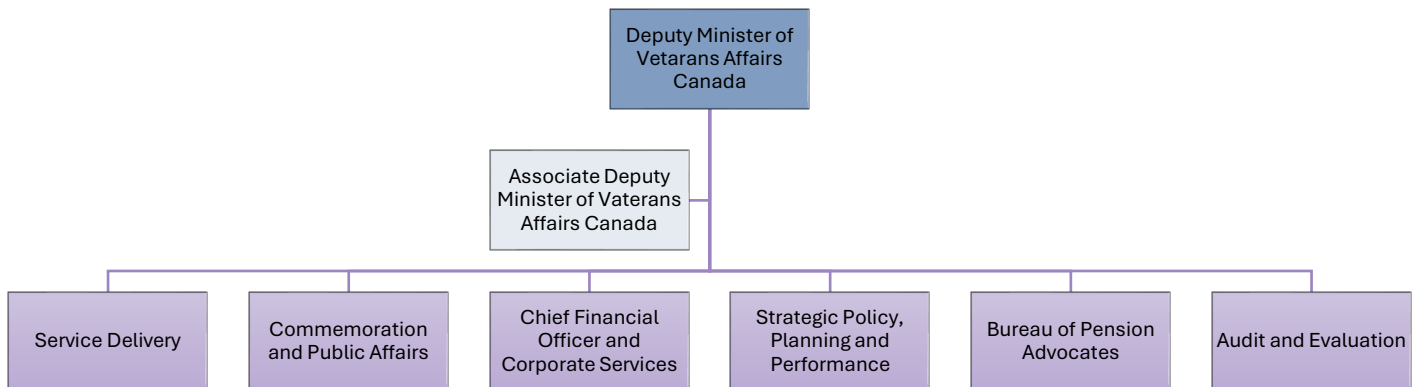 Deputy Minister of
Vetarans Affairs
Canada
Associate Deputy
Minister of Vaterans
Affairs Canada
Service Delivery
Commemoration
and Public Affairs
Chief Financial
Officer and
Corporate Services
Strategic Policy,
Planning and
Performance
Bureau of Pension
Advocates
Audit and Evaluation